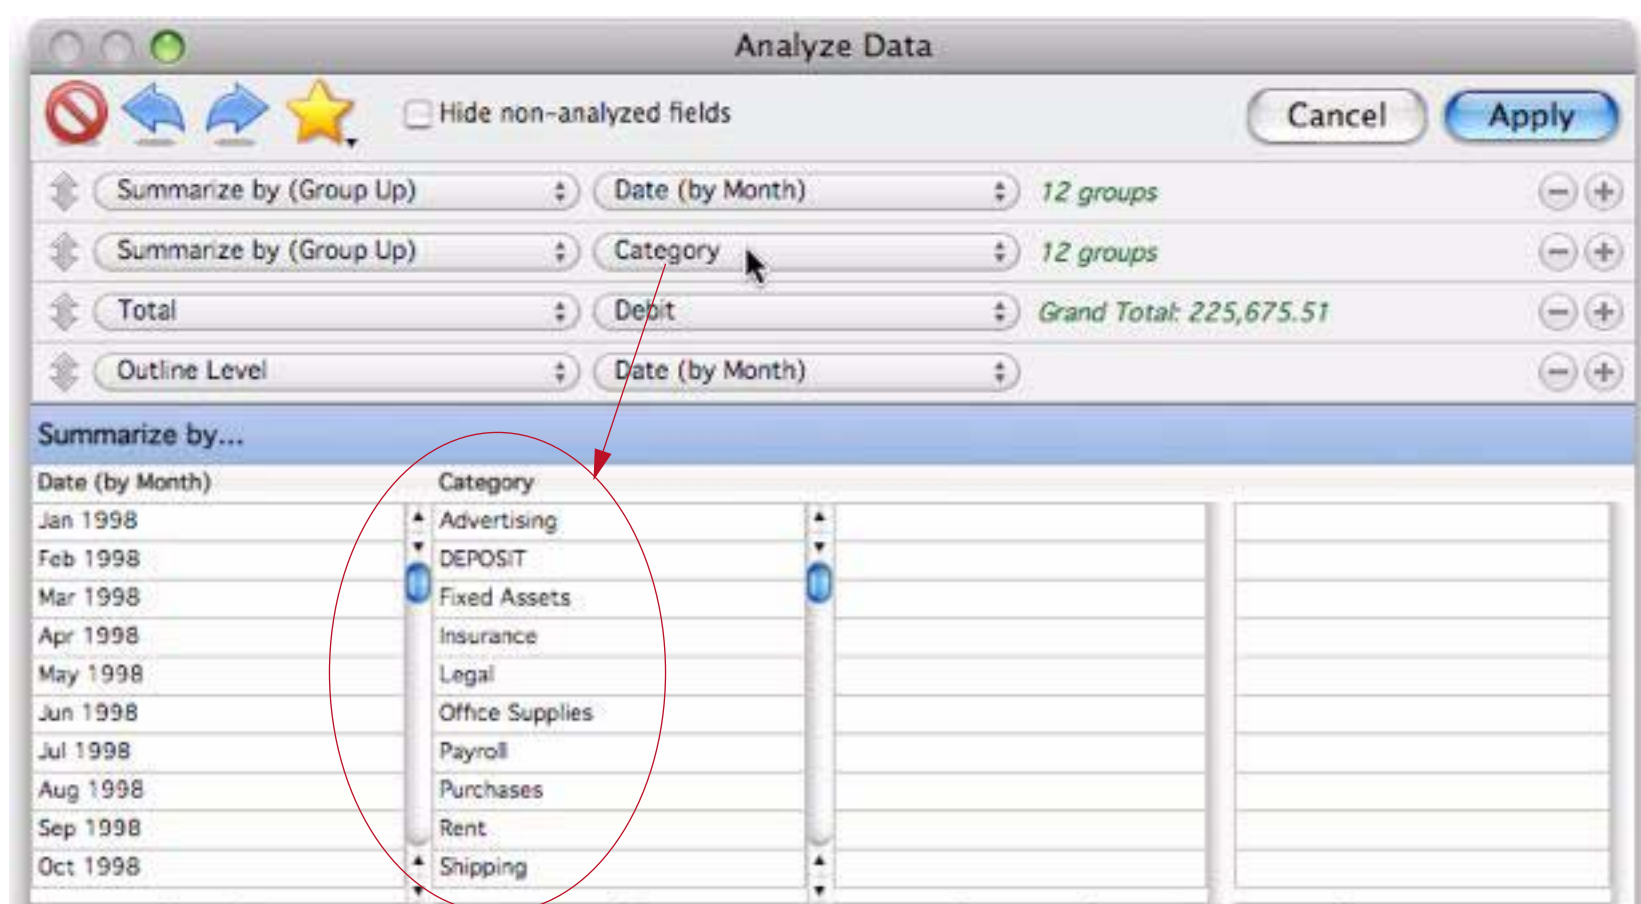 Analyze Data
Hide non-analyzed fields Cancel Apply
Summarize by (Group Up) Date (by Month) 12 groups
Summarize by (Group Up) Category 12 groups
Total Debit Grand Total: 225,675.51
Outline Level Date (by Month)
Summarize by...
Date (by Month) Category
Jan 1998 Advertising
Feb 1998 DEPOSIT
Mar 1998 Fixed Assets
Apr 1998 Insurance
May 1998 Legal
Jun 1998 Office Supplies
Jul 1998 Payroll
Aug 1998 Purchases
Sep 1998 Rent
Oct 1998 Shipping